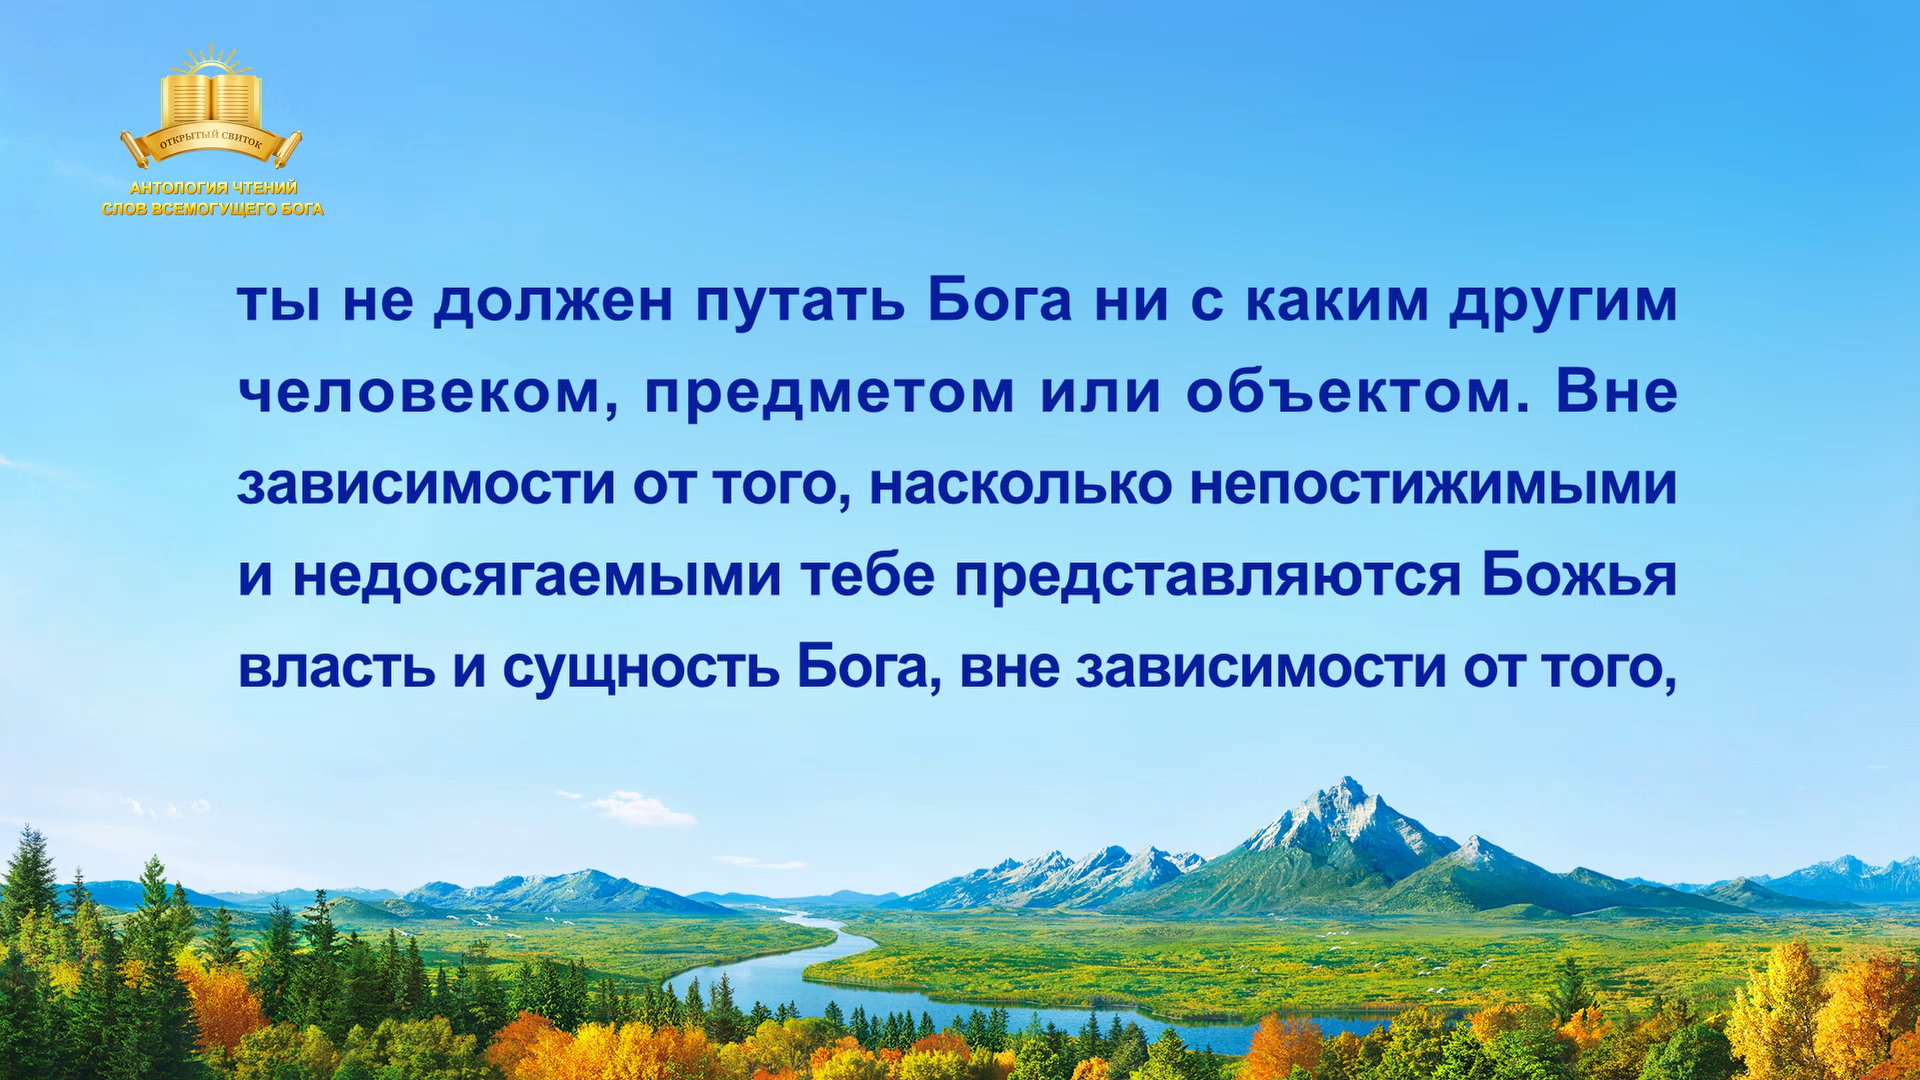 ОТКРЫТЫЙ СВИТОК
АНТОЛОГИЯ ЧТЕНИЙ
СЛОВ ВСЕМОГУЩЕГО БОГА
ты не должен путать Бога ни с каким другим
человеком, предметом или объектом. Вне
зависимости от того, насколько непостижимыми
и недосягаемыми тебе представляются Божья
власть и сущность Бога, вне зависимости от того,